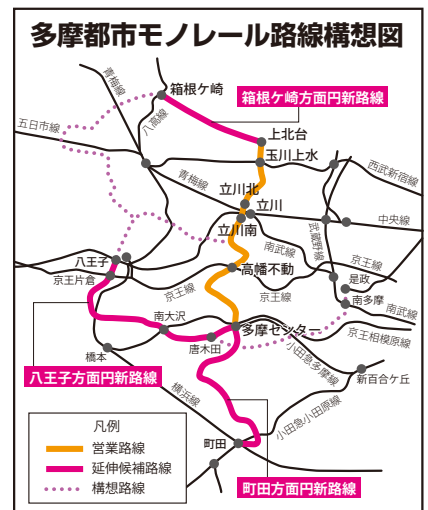 多摩都市モノレール路線構想図
青梅線
箱根ケ崎
箱根ケ崎方面円新路線
八高線
五日市線
上北台
玉川上水
西武新宿線
青梅線
立川北
立川
中央線
立川南
武蔵野線
南武線
八王子
京王線
高幡不動
是政
京王片倉
京王線
京王線
南多摩
南武線
南大沢
多摩センター
京王相模原線
唐木田
小田急多摩線
橋本
新百合ケ丘
八王子方面円新路線
横浜線
小田急小田原線
凡例
営業路線
延伸候補路線
構想路線
町田
町田方面円新路線